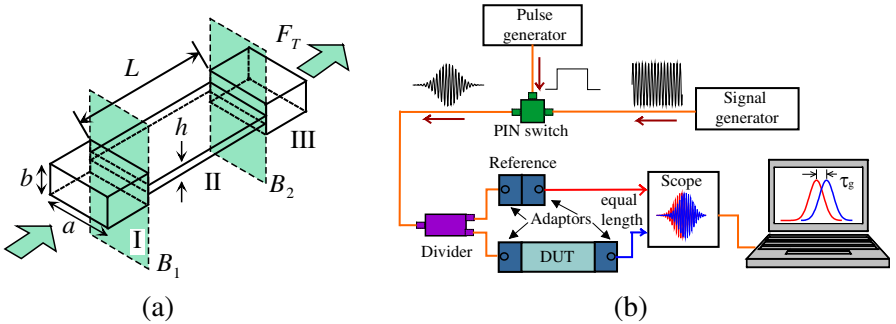 (a)
F_T
L
h
b
a
I
II
III
B_1
B_2
(a)
(b)
Pulse
generator
Signal
generator
PIN switch
Reference
Adaptors
equal
length
Scope
τ_g
Divider
DUT
(b)